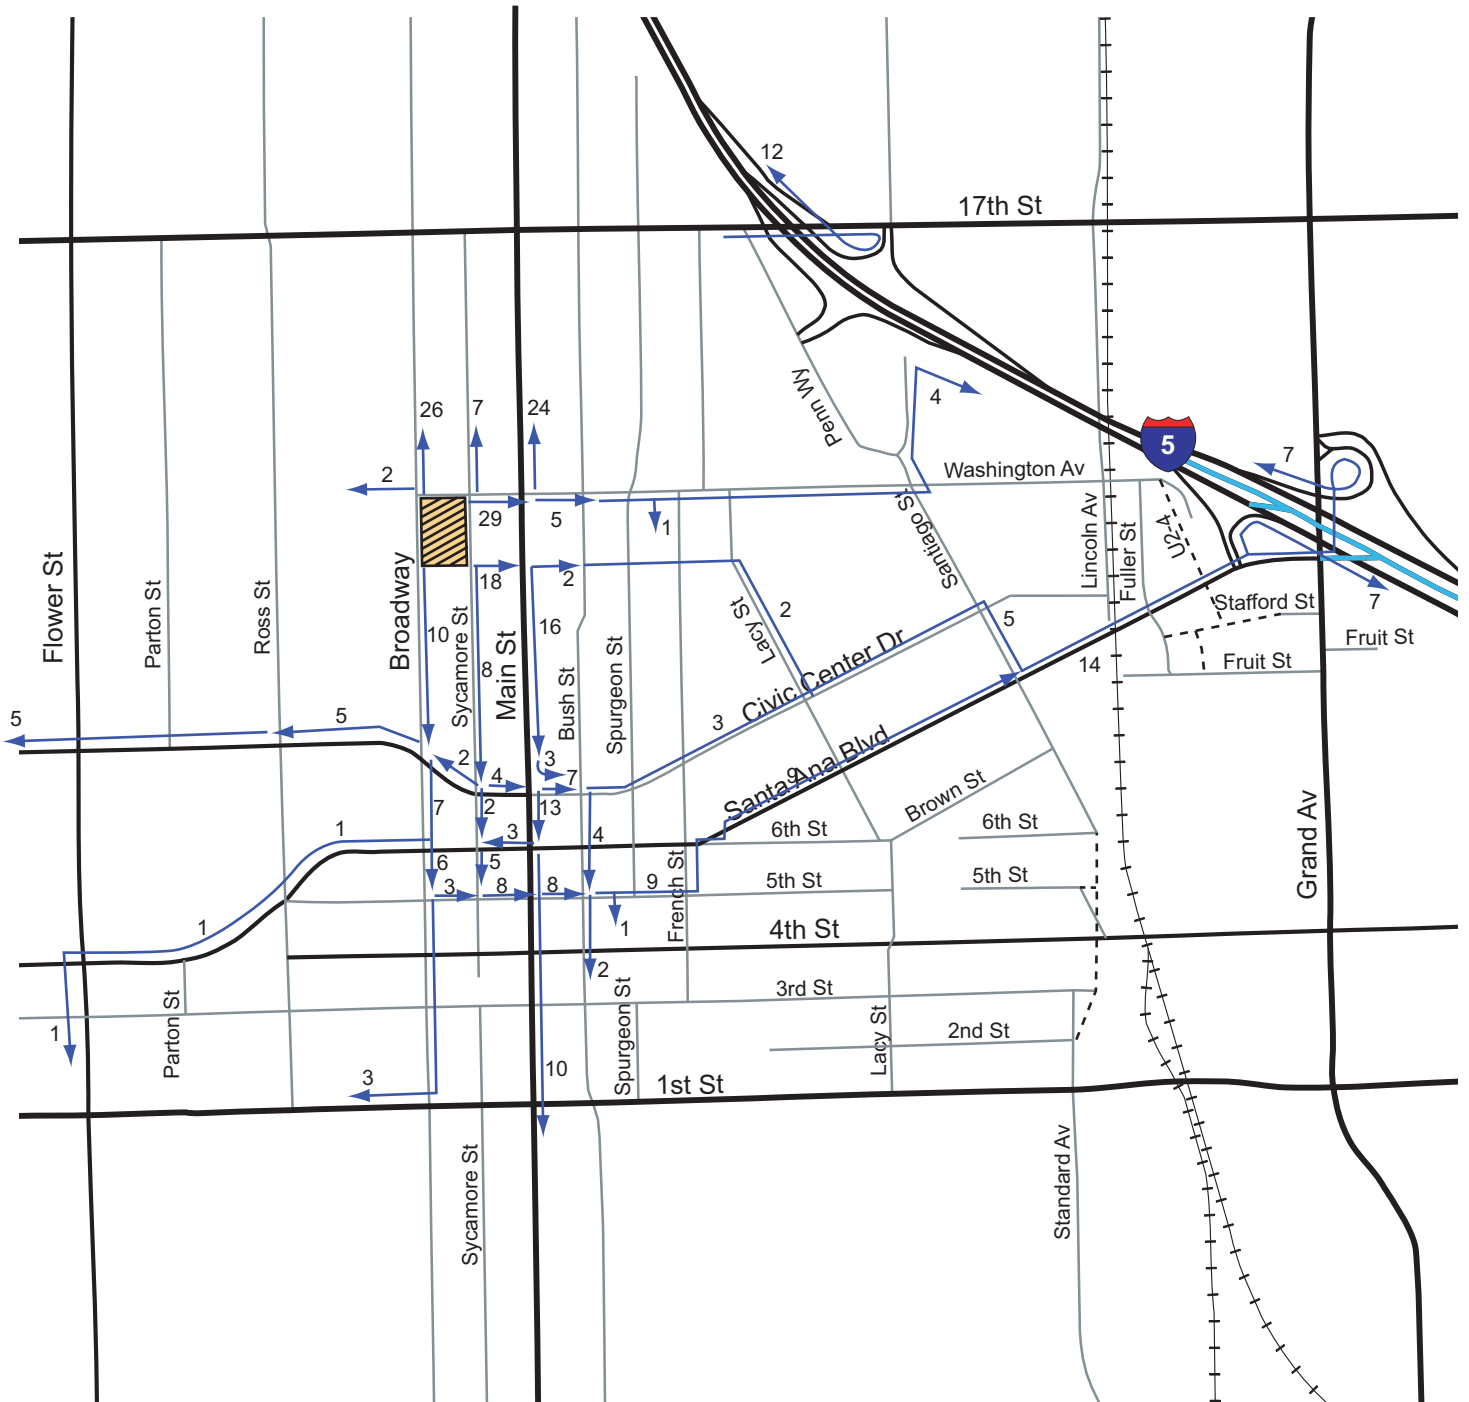 12
17th St
Penn Wy
4
26
7
24
5
7
2
Washington Av
29
5
1
Santiago St
Lincoln Av
Fuller St
U2-4
Flower St
Parton St
Ross St
Broadway
18
2
7
Stafford St
Fruit St
Fruit St
10
Sycamore St
8
Main St
16
Bush St
Spurgeon St
Lacy St
2
5
14
Civic Center Dr
3
5
5
2
4
3
7
Santa Ana Blvd
9
Brown St
Grand Av
7
2
13
1
3
4
6th St
6th St
6
5
3
8
8
9
5th St
5th St
French St
1
1
4th St
2
Parton St
3rd St
Spurgeon St
Lacy St
2nd St
1
3
10
1st St
Sycamore St
Standard Av